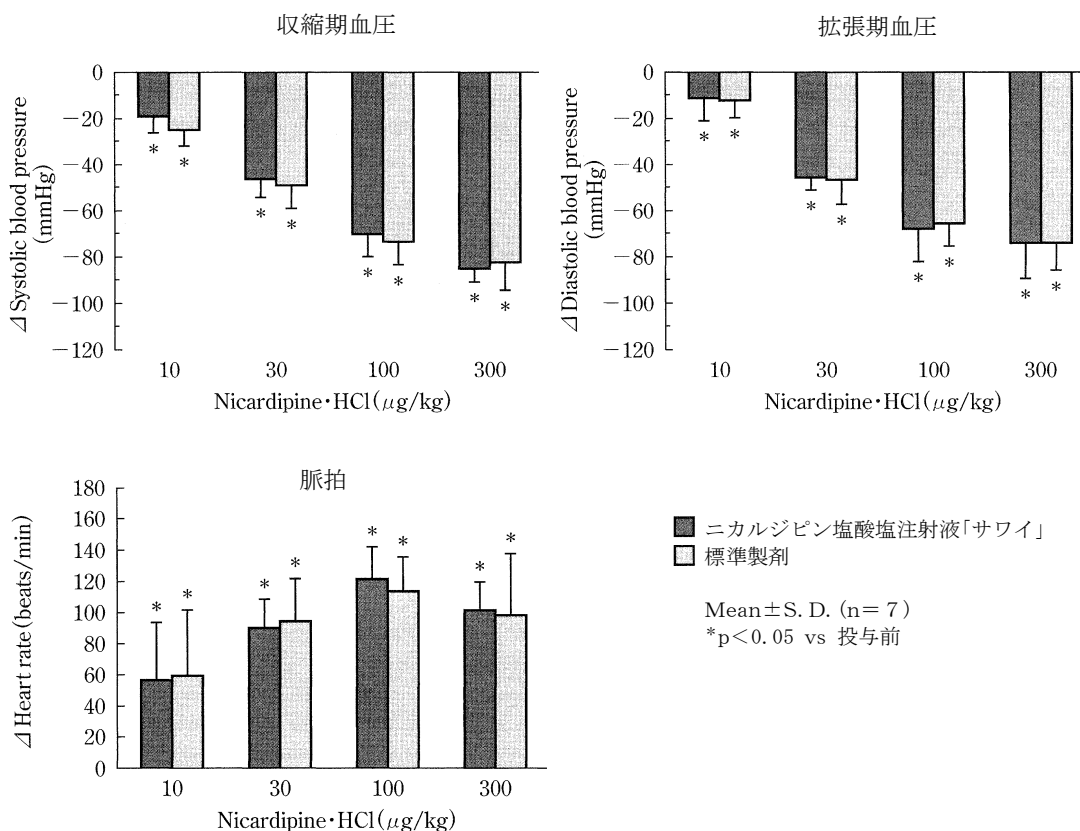 収縮期血圧
0
−20
−40
−60
−80
−100
−120
⊿Systolic blood pressure
(mmHg)
* * * * * * * *
10 30 100 300
Nicardipine・HCl(μg/kg)
拡張期血圧
0
−20
−40
−60
−80
−100
−120
⊿Diastolic blood pressure
(mmHg)
* * * * * * * *
10 30 100 300
Nicardipine・HCl(μg/kg)
脈拍
180
160
140
120
100
80
60
40
20
0
⊿Heart rate(beats/min)
* * * * * * * *
10 30 100 300
Nicardipine・HCl(μg/kg)
ニカルジピン塩酸塩注射液「サワイ」
標準製剤
Mean±S. D. (n=7)
*p<0.05 vs 投与前